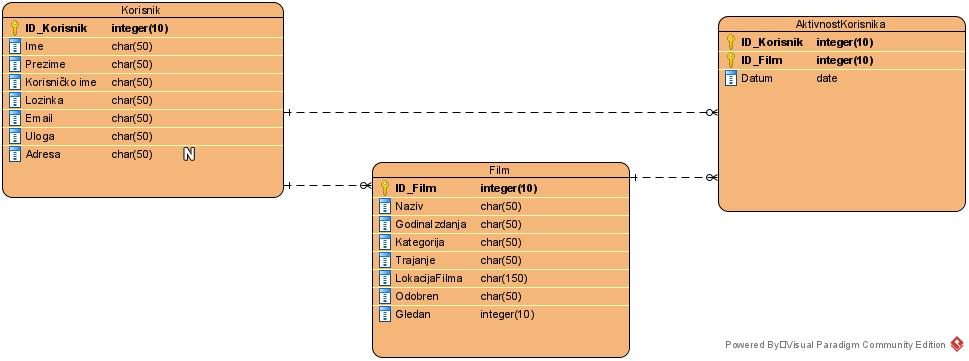 Korisnik
ID_Korisnik integer(10)
Ime char(50)
Prezime char(50)
Korisničko ime char(50)
Lozinka char(50)
Email char(50)
Uloga char(50)
Adresa char(50) N
Film
ID_Film integer(10)
Naziv char(50)
GodinaIzdanja char(50)
Kategorija char(50)
Trajanje char(50)
LokacijaFilma char(150)
Odobren char(50)
Gledan integer(10)
AktivnostKorisnika
ID_Korisnik integer(10)
ID_Film integer(10)
Datum date
Powered By Visual Paradigm Community Edition